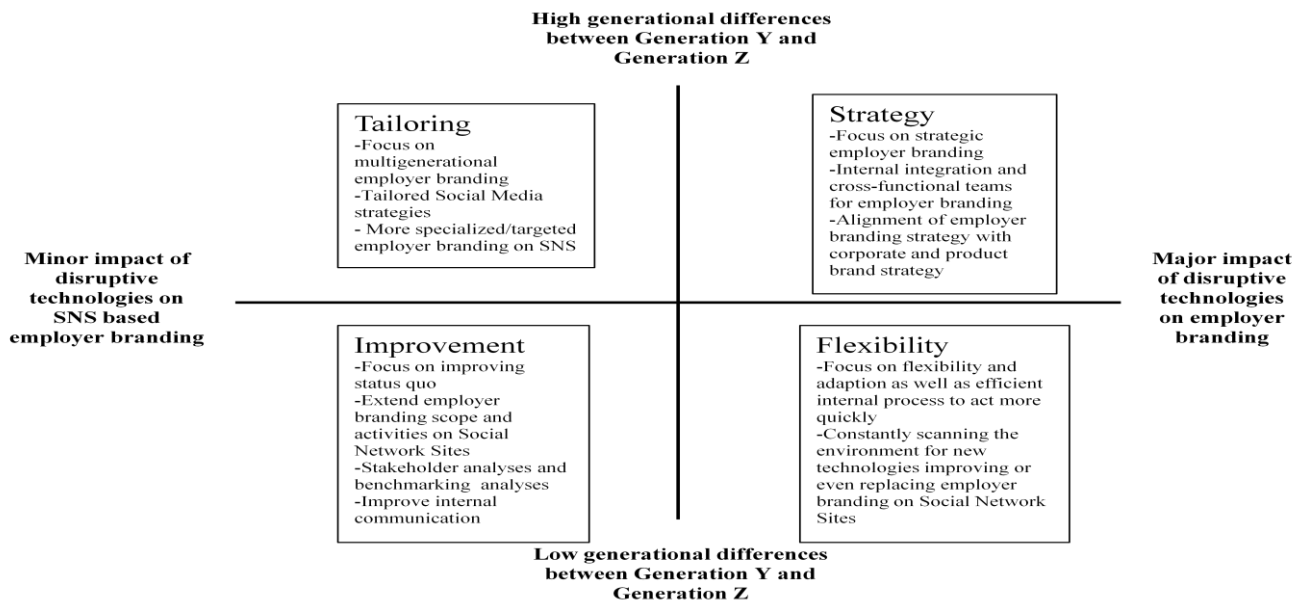 High generational differences
between Generation Y and
Generation Z
Tailoring
-Focus on
multigenerational
employer branding
-Tailored Social Media
strategies
- More specialized/targeted
employer branding on SNS
Strategy
-Focus on strategic
employer branding
-Internal integration and
cross-functional teams
for employer branding
-Alignment of employer
branding strategy with
corporate and product
brand strategy
Minor impact of
disruptive
technologies on
SNS based
employer branding
Major impact
of disruptive
technologies
on employer
branding
Improvement
-Focus on improving
status quo
-Extend employer
branding scope and
activities on Social
Network Sites
-Stakeholder analyses and
benchmarking analyses
-Improve internal
communication
Flexibility
-Focus on flexibility and
adaption as well as efficient
internal process to act more
quickly
-Constantly scanning the
environment for new
technologies improving or
even replacing employer
branding on Social Network
Sites
Low generational differences
between Generation Y and
Generation Z